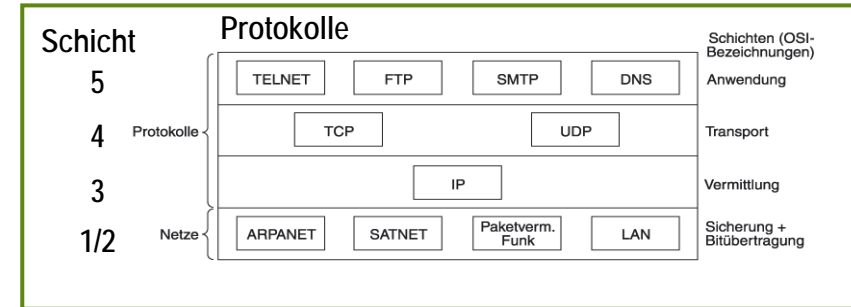 Schicht Protokolle
Schichten (OSI-
Bezeichnungen)
5 TELNET FTP SMTP DNS Anwendung
4 Protokolle TCP UDP Transport
3 IP Vermittlung
1/2 Netze ARPANET SATNET Paketverm. LAN Sicherung +
Funk Bitübertragung